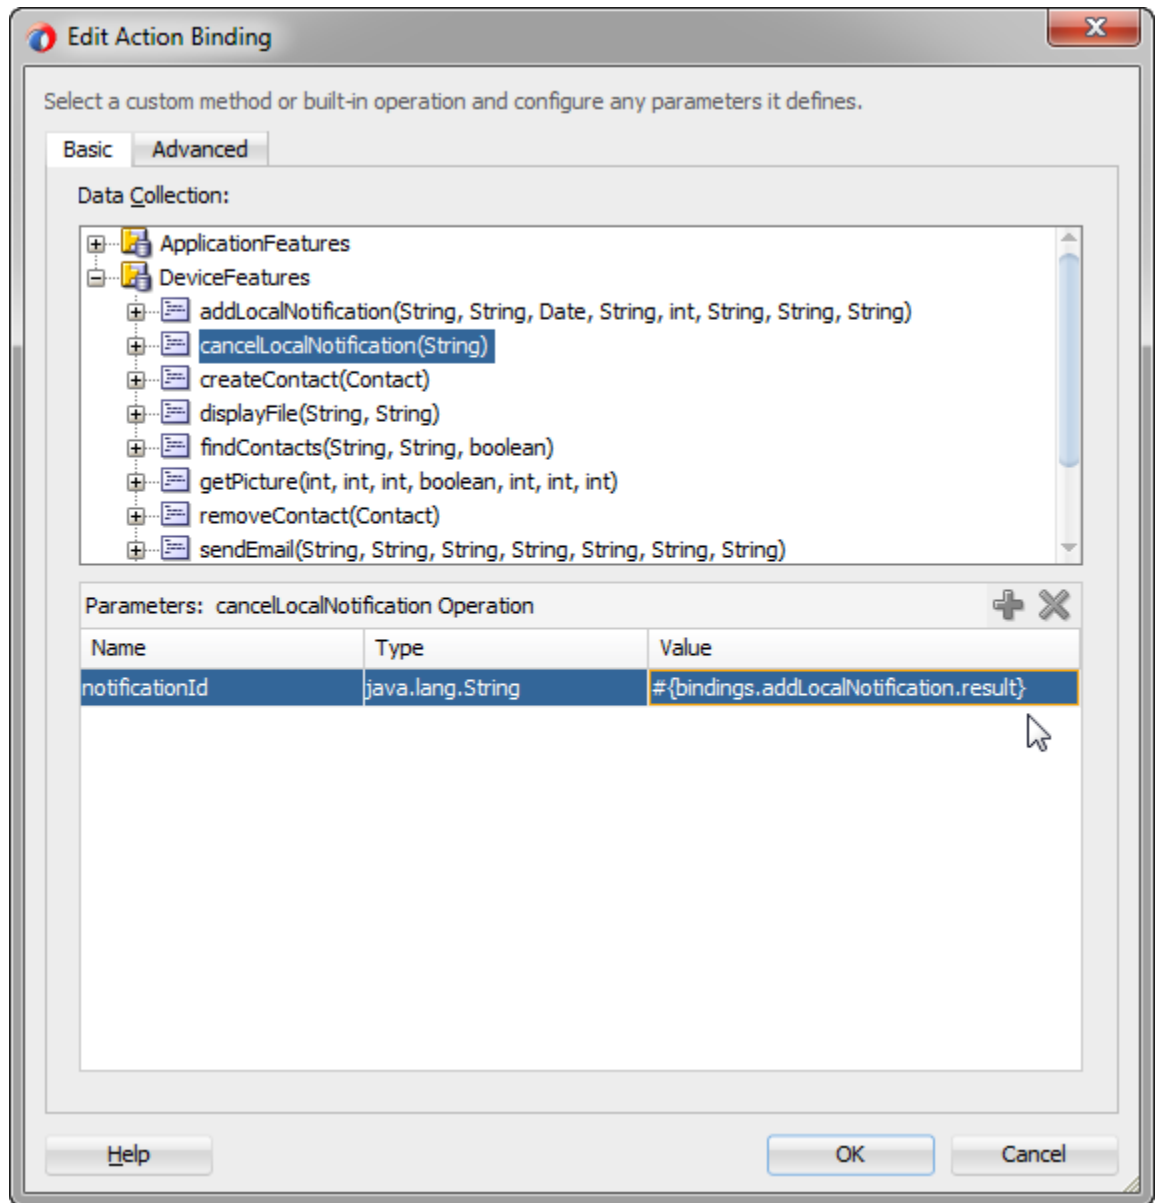 Edit Action Binding
Select a custom method or built-in operation and configure any parameters it defines.
Basic Advanced
Data Collection:
ApplicationFeatures
DeviceFeatures
addLocalNotification(String, String, Date, String, int, String, String, String)
cancelLocalNotification(String)
createContact(Contact)
displayFile(String, String)
findContacts(String, String, boolean)
getPicture(int, int, int, boolean, int, int, int)
removeContact(Contact)
sendEmail(String, String, String, String, String, String, String)
Parameters: cancelLocalNotification Operation
Name Type Value
notificationId java.lang.String #{bindings.addLocalNotification.result}
Help OK Cancel